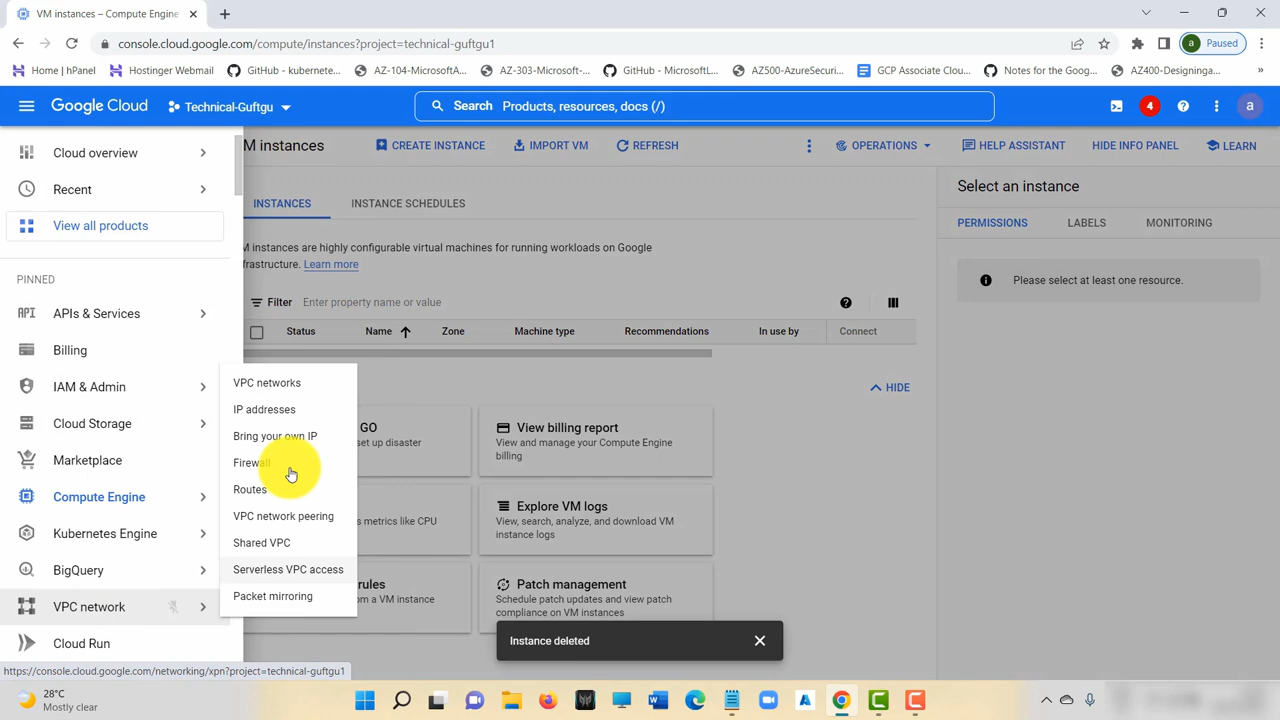 VM instances – Compute Engine
console.cloud.google.com/compute/instances?project=technical-guftgu1
a
Paused
Home | hPanel
Hostinger Webmail
GitHub - kubernete...
AZ-104-MicrosoftA...
AZ-303-Microsoft-...
GitHub - MicrosoftL...
AZ500-AzureSecuri...
GCP Associate Clou...
Notes for the Goog...
AZ400-Designinga...
»
Google Cloud
Technical-Guftgu
Search Products, resources, docs (/)
4
a
Cloud overview
Recent
View all products
PINNED
API APIs & Services
Billing
IAM & Admin
Cloud Storage
Marketplace
Compute Engine
Kubernetes Engine
BigQuery
VPC network
Cloud Run
VPC networks
IP addresses
Bring your own IP
Firewall
Routes
VPC network peering
Shared VPC
Serverless VPC access
Packet mirroring
M instances
CREATE INSTANCE
IMPORT VM
REFRESH
OPERATIONS
HELP ASSISTANT
HIDE INFO PANEL
LEARN
INSTANCES
INSTANCE SCHEDULES
M instances are highly configurable virtual machines for running workloads on Google
frastructure. Learn more
Filter Enter property name or value
Status
Name
Zone
Machine type
Recommendations
In use by
Connect
HIDE
GO
set up disaster
View billing report
View and manage your Compute Engine
billing
s metrics like CPU
Explore VM logs
View, search, analyze, and download VM
instance logs
rules
om a VM instance
Patch management
Schedule patch updates and view patch
compliance on VM instances
Instance deleted
Select an instance
PERMISSIONS
LABELS
MONITORING
Please select at least one resource.
https://console.cloud.google.com/networking/xpn?project=technical-guftgu1
28°C
Mostly clear